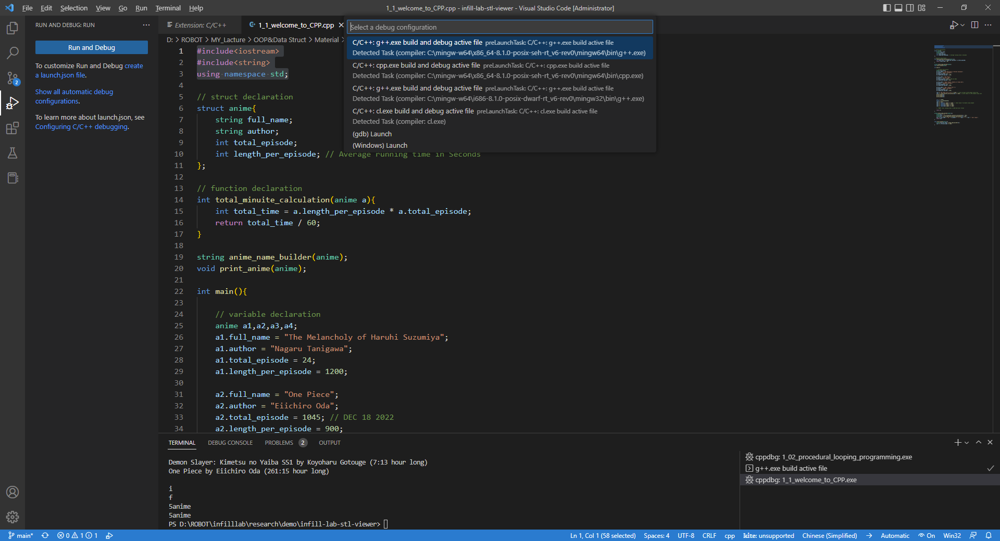 File Edit Selection View Go Run Terminal Help
1_1_welcome_to_CPP.cpp - infill-lab-stl-viewer - Visual Studio Code [Administrator]
RUN AND DEBUG: RUN
Run and Debug
To customize Run and Debug create
a launch.json file.
Show all automatic debug
configurations.
To learn more about launch.json, see
Configuring C/C++ debugging.
2
Extension: C/C++
1_1_welcome_to_CPP.cpp
D: > ROBOT > MY_Lacture > OOP&Data Struct > Material >
Select a debug configuration
C/C++: g++.exe build and debug active file preLaunchTask: C/C++: g++.exe build active file
Detected Task (compiler: C:\mingw-w64\x86_64-8.1.0-posix-seh-rt_v6-rev0\mingw64\bin\g++.exe)
C/C++: cpp.exe build and debug active file preLaunchTask: C/C++: cpp.exe build active file
Detected Task (compiler: C:\mingw-w64\x86_64-8.1.0-posix-seh-rt_v6-rev0\mingw64\bin\cpp.exe)
C/C++: g++.exe build and debug active file preLaunchTask: C/C++: g++.exe build active file
Detected Task (compiler: C:\mingw-w64\i686-8.1.0-posix-dwarf-rt_v6-rev0\mingw32\bin\g++.exe)
C/C++: cl.exe build and debug active file preLaunchTask: C/C++: cl.exe build active file
Detected Task (compiler: cl.exe)
(gdb) Launch
(Windows) Launch
1 #include<iostream>
2 #include<string>
3 using namespace std;
4
5 // struct declaration
6 struct anime{
7 string full_name;
8 string author;
9 int total_episode;
10 int length_per_episode; // Average running time in Seconds
11 };
12
13 // function declaration
14 int total_minuite_calculation(anime a){
15 int total_time = a.length_per_episode * a.total_episode;
16 return total_time / 60;
17 }
18
19 string anime_name_builder(anime);
20 void print_anime(anime);
21
22 int main(){
23
24 // variable declaration
25 anime a1,a2,a3,a4;
26 a1.full_name = "The Melancholy of Haruhi Suzumiya";
27 a1.author = "Nagaru Tanigawa";
28 a1.total_episode = 24;
29 a1.length_per_episode = 1200;
30
31 a2.full_name = "One Piece";
32 a2.author = "Eiichiro Oda";
33 a2.total_episode = 1045; // DEC 18 2022
34 a2.length_per_episode = 900;
TERMINAL DEBUG CONSOLE PROBLEMS 2 OUTPUT
Demon Slayer: Kimetsu no Yaiba SS1 by Koyoharu Gotouge (7:13 hour long)
One Piece by Eiichiro Oda (261:15 hour long)
i
f
5anime
5anime
PS D:\ROBOT\infilllab\research\demo\infill-lab-stl-viewer>
cppdbg: 1_02_procedural_looping_programming.exe
g++.exe build active file
cppdbg: 1_1_welcome_to_CPP.exe
main* 0 1 1
Ln 1, Col 1 (58 selected) Spaces: 4 UTF-8 CRLF cpp kite: unsupported Chinese (Simplified) Automatic On Win32